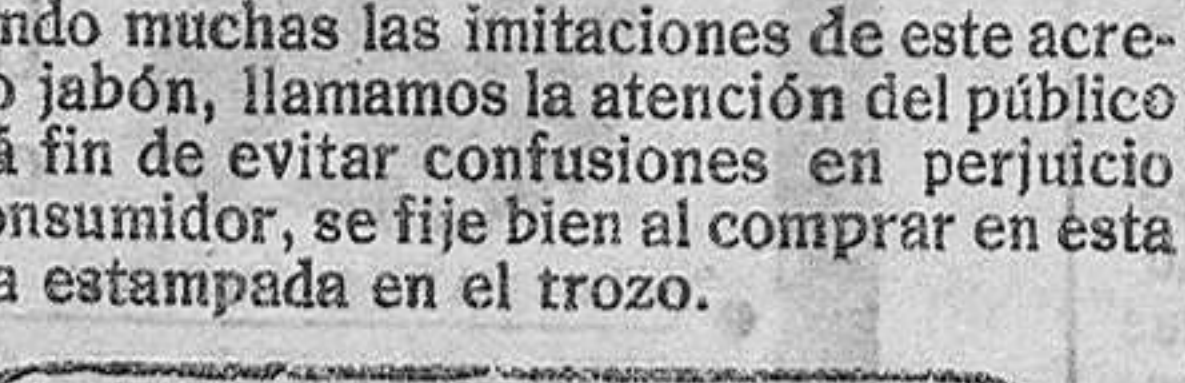 ndo muchas las imitaciones de este acre-
o jabón, llamamos la atención del público
á fin de evitar confusiones en perjuicio
onsumidor, se fije bien al comprar en esta
a estampada en el trozo.